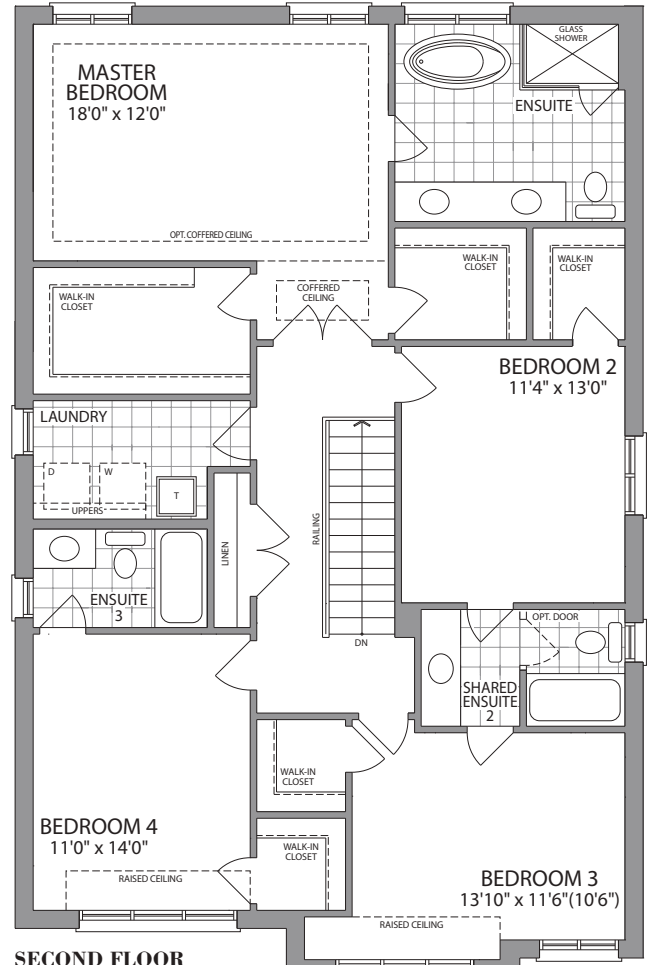 MASTER
BEDROOM
18'0" x 12'0"
OPT. COFFERED CEILING
GLASS
SHOWER
ENSUITE
WALK-IN
CLOSET
COFFERED
CEILING
WALK-IN
CLOSET
WALK-IN
CLOSET
BEDROOM 2
11'4" x 13'0"
LAUNDRY
D
W
T
UPPERS
LINEN
RAILING
DN
ENSUITE
3
OPT. DOOR
SHARED
ENSUITE
2
WALK-IN
CLOSET
WALK-IN
CLOSET
BEDROOM 4
11'0" x 14'0"
RAISED CEILING
BEDROOM 3
13'10" x 11'6"(10'6")
RAISED CEILING
SECOND FLOOR